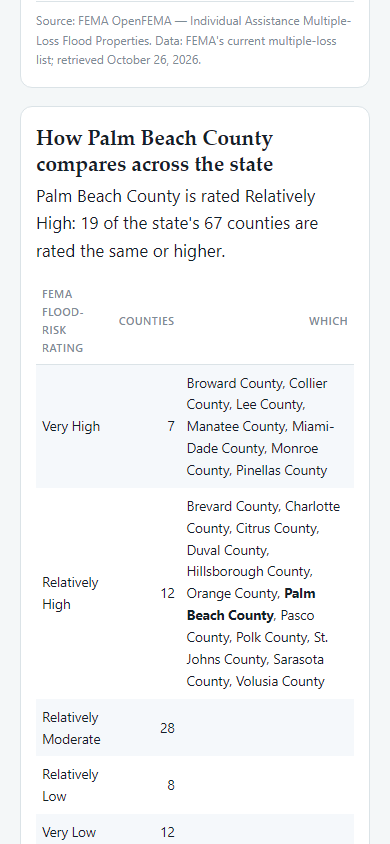 Source: FEMA OpenFEMA — Individual Assistance Multiple-
Loss Flood Properties. Data: FEMA's current multiple-loss
list; retrieved October 26, 2026.
How Palm Beach County
compares across the state
Palm Beach County is rated Relatively
High: 19 of the state's 67 counties are
rated the same or higher.
FEMA
FLOOD-
RISK
RATING
COUNTIES
WHICH
Very High
7
Broward County, Collier
County, Lee County,
Manatee County, Miami-
Dade County, Monroe
County, Pinellas County
Relatively
High
12
Brevard County, Charlotte
County, Citrus County,
Duval County,
Hillsborough County,
Orange County, Palm
Beach County, Pasco
County, Polk County, St.
Johns County, Sarasota
County, Volusia County
Relatively
Moderate
28
Relatively
Low
8
Very Low
12